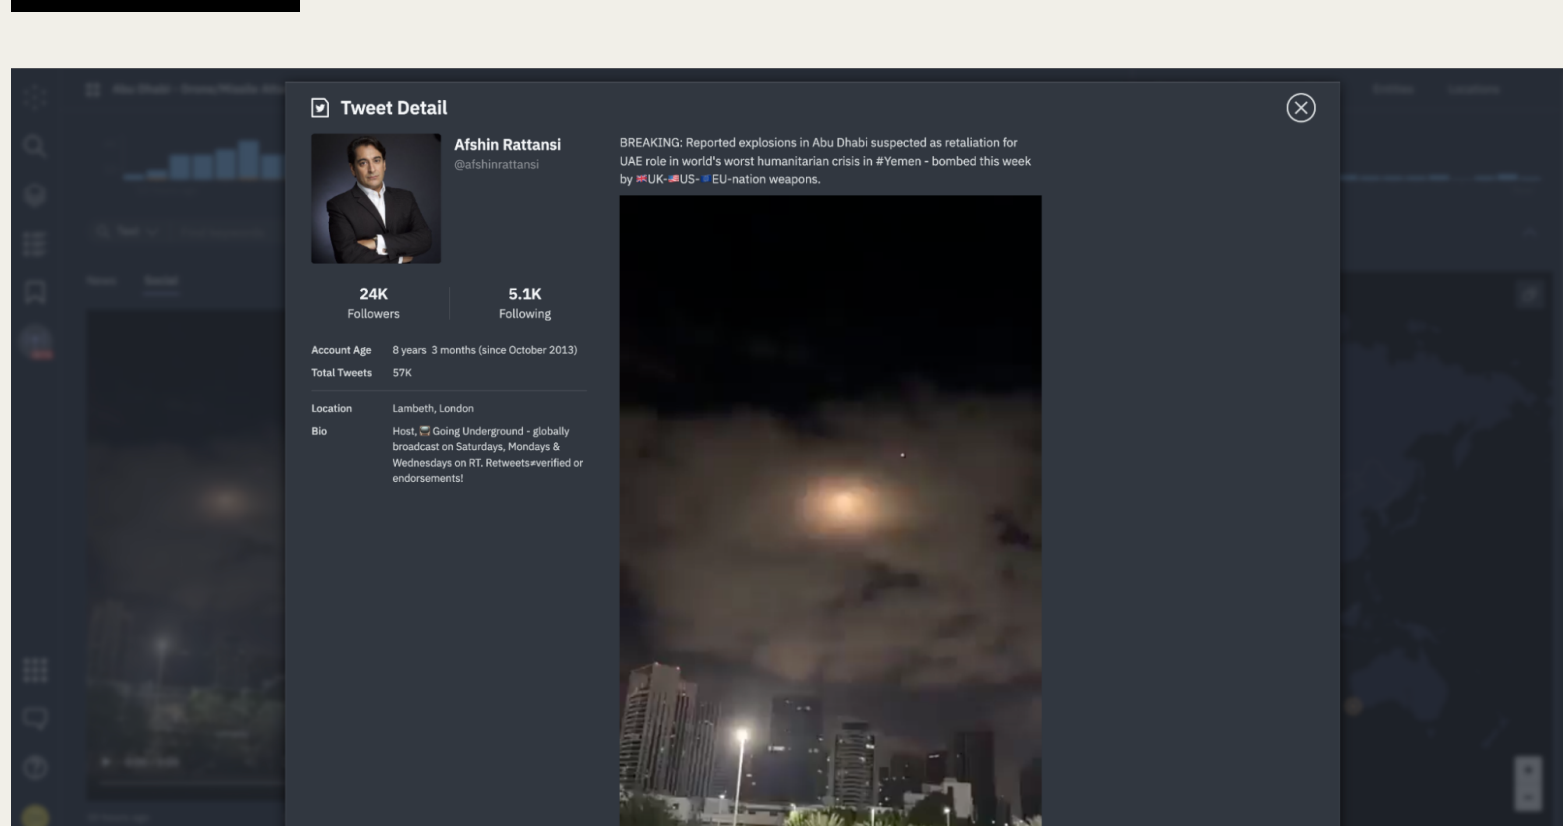 Tweet Detail
Afshin Rattansi
@afshinrattansi
24K
Followers
5.1K
Following
Account Age 8 years 3 months (since October 2013)
Total Tweets 57K
Location Lambeth, London
Bio Host, 📺 Going Underground - globally
broadcast on Saturdays, Mondays &
Wednesdays on RT. Retweets≠verified or
endorsements!
BREAKING: Reported explosions in Abu Dhabi suspected as retaliation for
UAE role in world's worst humanitarian crisis in #Yemen - bombed this week
by 🇬🇧UK-🇺🇸US-🇪🇺EU-nation weapons.